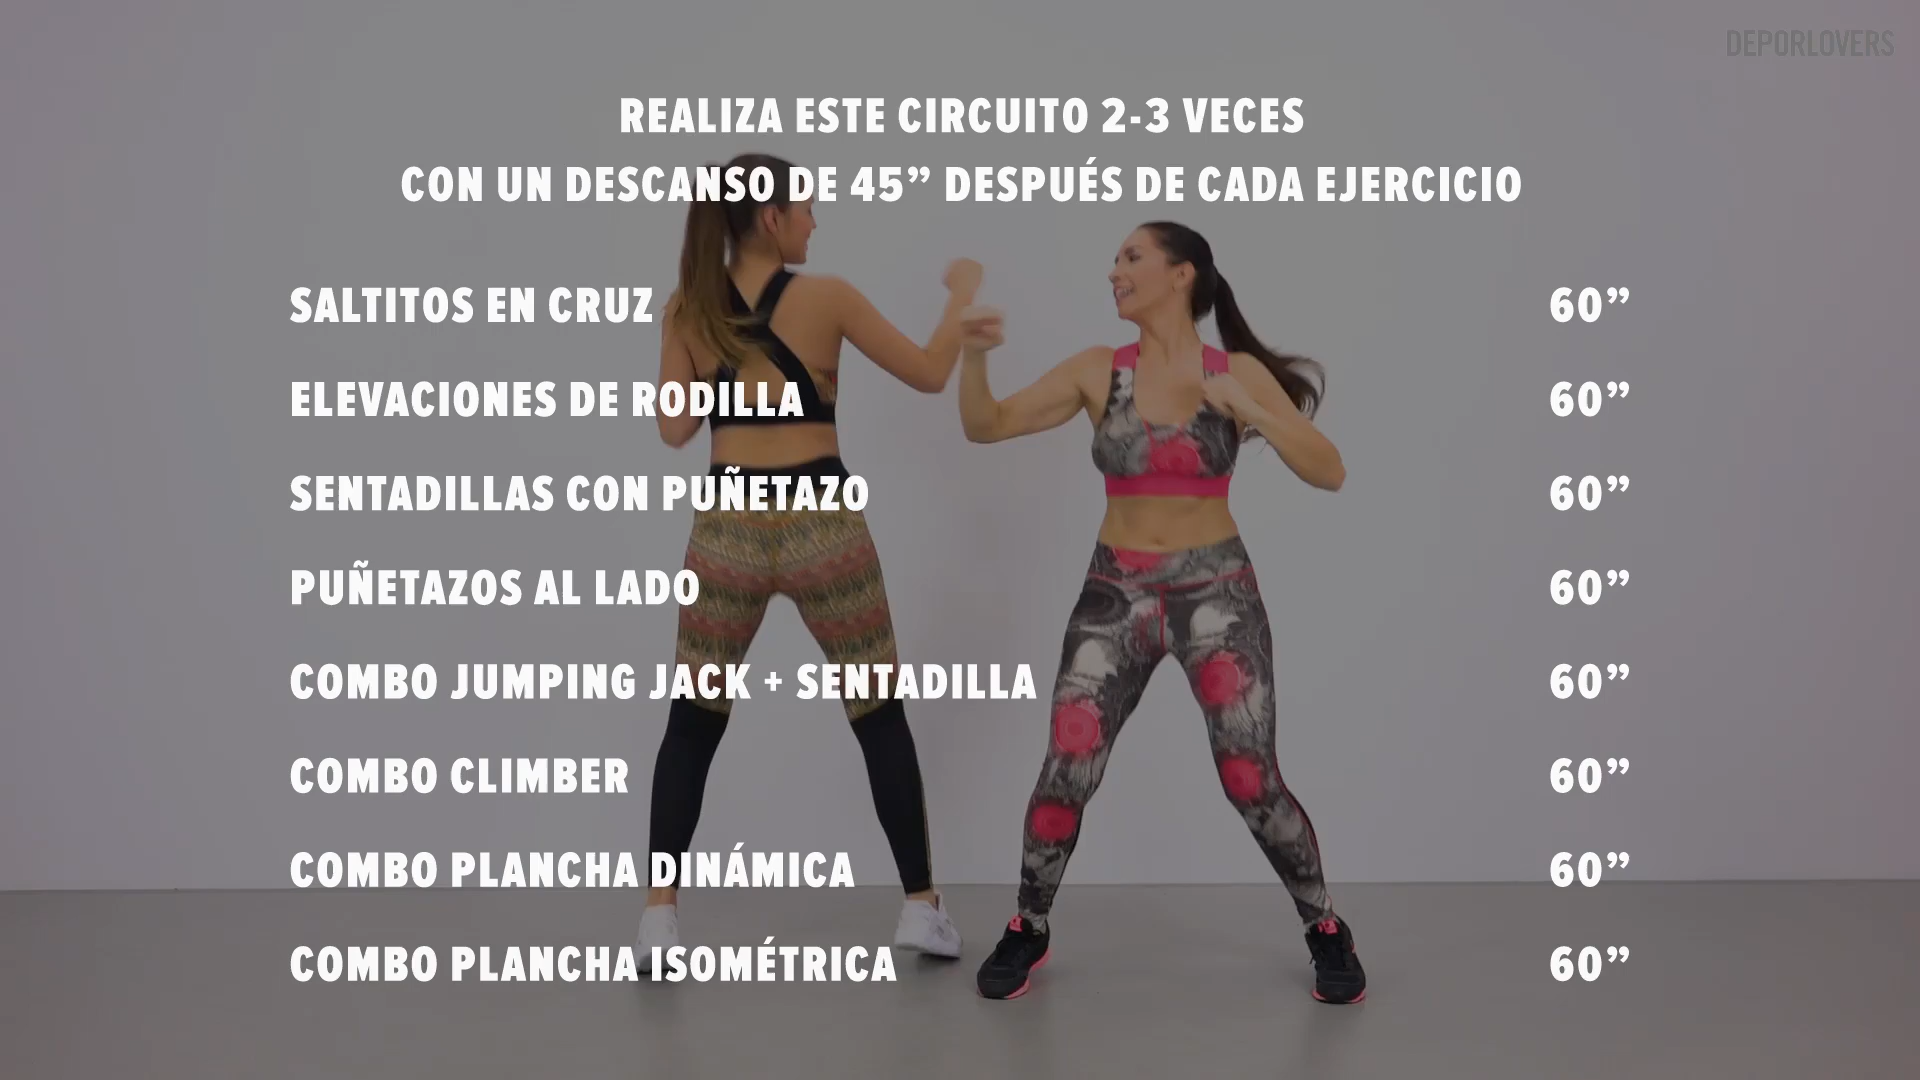 DEPORLOVERS
REALIZA ESTE CIRCUITO 2-3 VECES
CON UN DESCANSO DE 45” DESPUÉS DE CADA EJERCICIO
SALTITOS EN CRUZ 60”
ELEVACIONES DE RODILLA 60”
SENTADILLAS CON PUÑETAZO 60”
PUÑETAZOS AL LADO 60”
COMBO JUMPING JACK + SENTADILLA 60”
COMBO CLIMBER 60”
COMBO PLANCHA DINÁMICA 60”
COMBO PLANCHA ISOMÉTRICA 60”